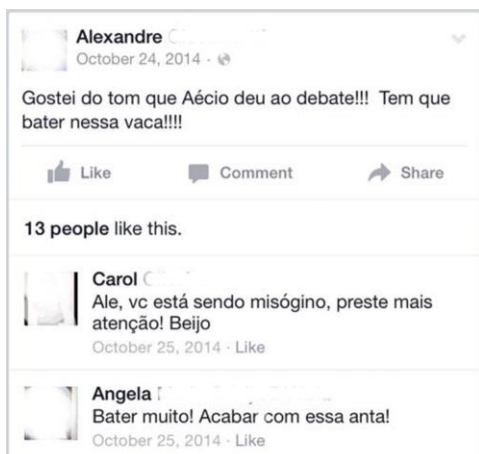 Alexandre
October 24, 2014 ·
Gostei do tom que Aécio deu ao debate!!! Tem que
bater nessa vaca!!!!
Like Comment Share
13 people like this.
Carol
Ale, vc está sendo misógino, preste mais
atenção! Beijo
October 25, 2014 · Like
Angela
Bater muito! Acabar com essa anta!
October 25, 2014 · Like